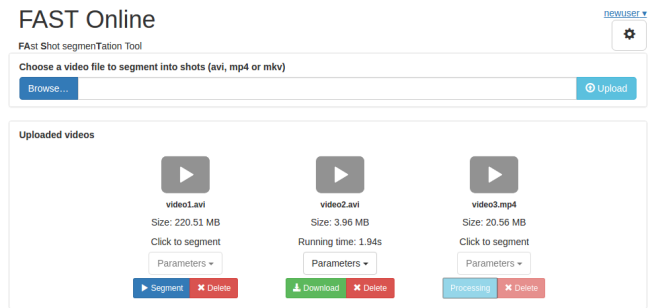 FAST Online
newuser
FAst Shot segmenTation Tool
Choose a video file to segment into shots (avi, mp4 or mkv)
Browse... Upload
Uploaded videos
video1.avi video2.avi video3.mp4
Size: 220.51 MB Size: 3.96 MB Size: 20.56 MB
Click to segment Running time: 1.94s Click to segment
Parameters Parameters Parameters
Segment Delete Download Delete Processing Delete